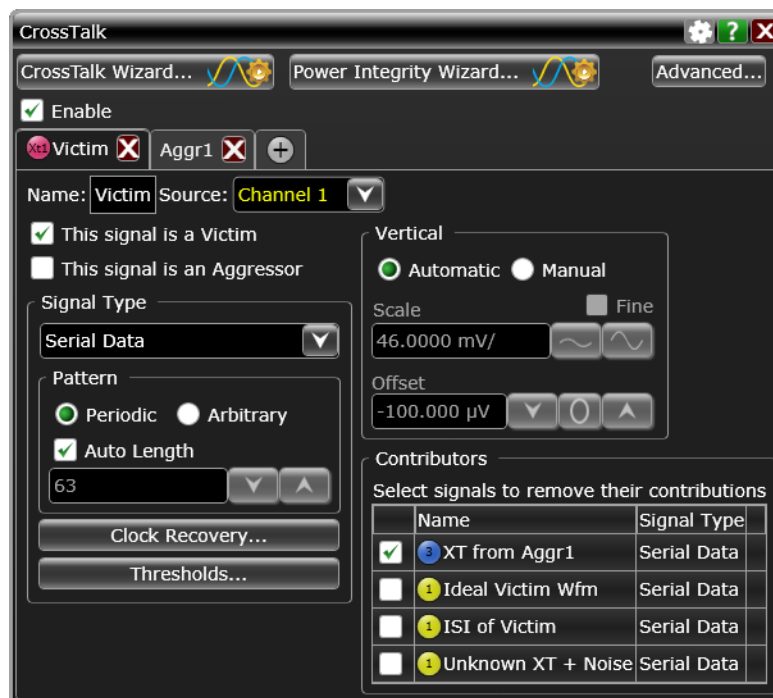 CrossTalk ?
CrossTalk Wizard... Power Integrity Wizard... Advanced...
Enable
Xt1 Victim Aggr1
Name: Victim Source: Channel 1
This signal is a Victim
This signal is an Aggressor
Signal Type
Serial Data
Pattern
Periodic Arbitrary
Auto Length
63
Clock Recovery...
Thresholds...
Vertical
Automatic Manual
Scale Fine
46.0000 mV/
Offset
-100.000 µV 0
Contributors
Select signals to remove their contributions
Name Signal Type
3 XT from Aggr1 Serial Data
1 Ideal Victim Wfm Serial Data
1 ISI of Victim Serial Data
1 Unknown XT + Noise Serial Data